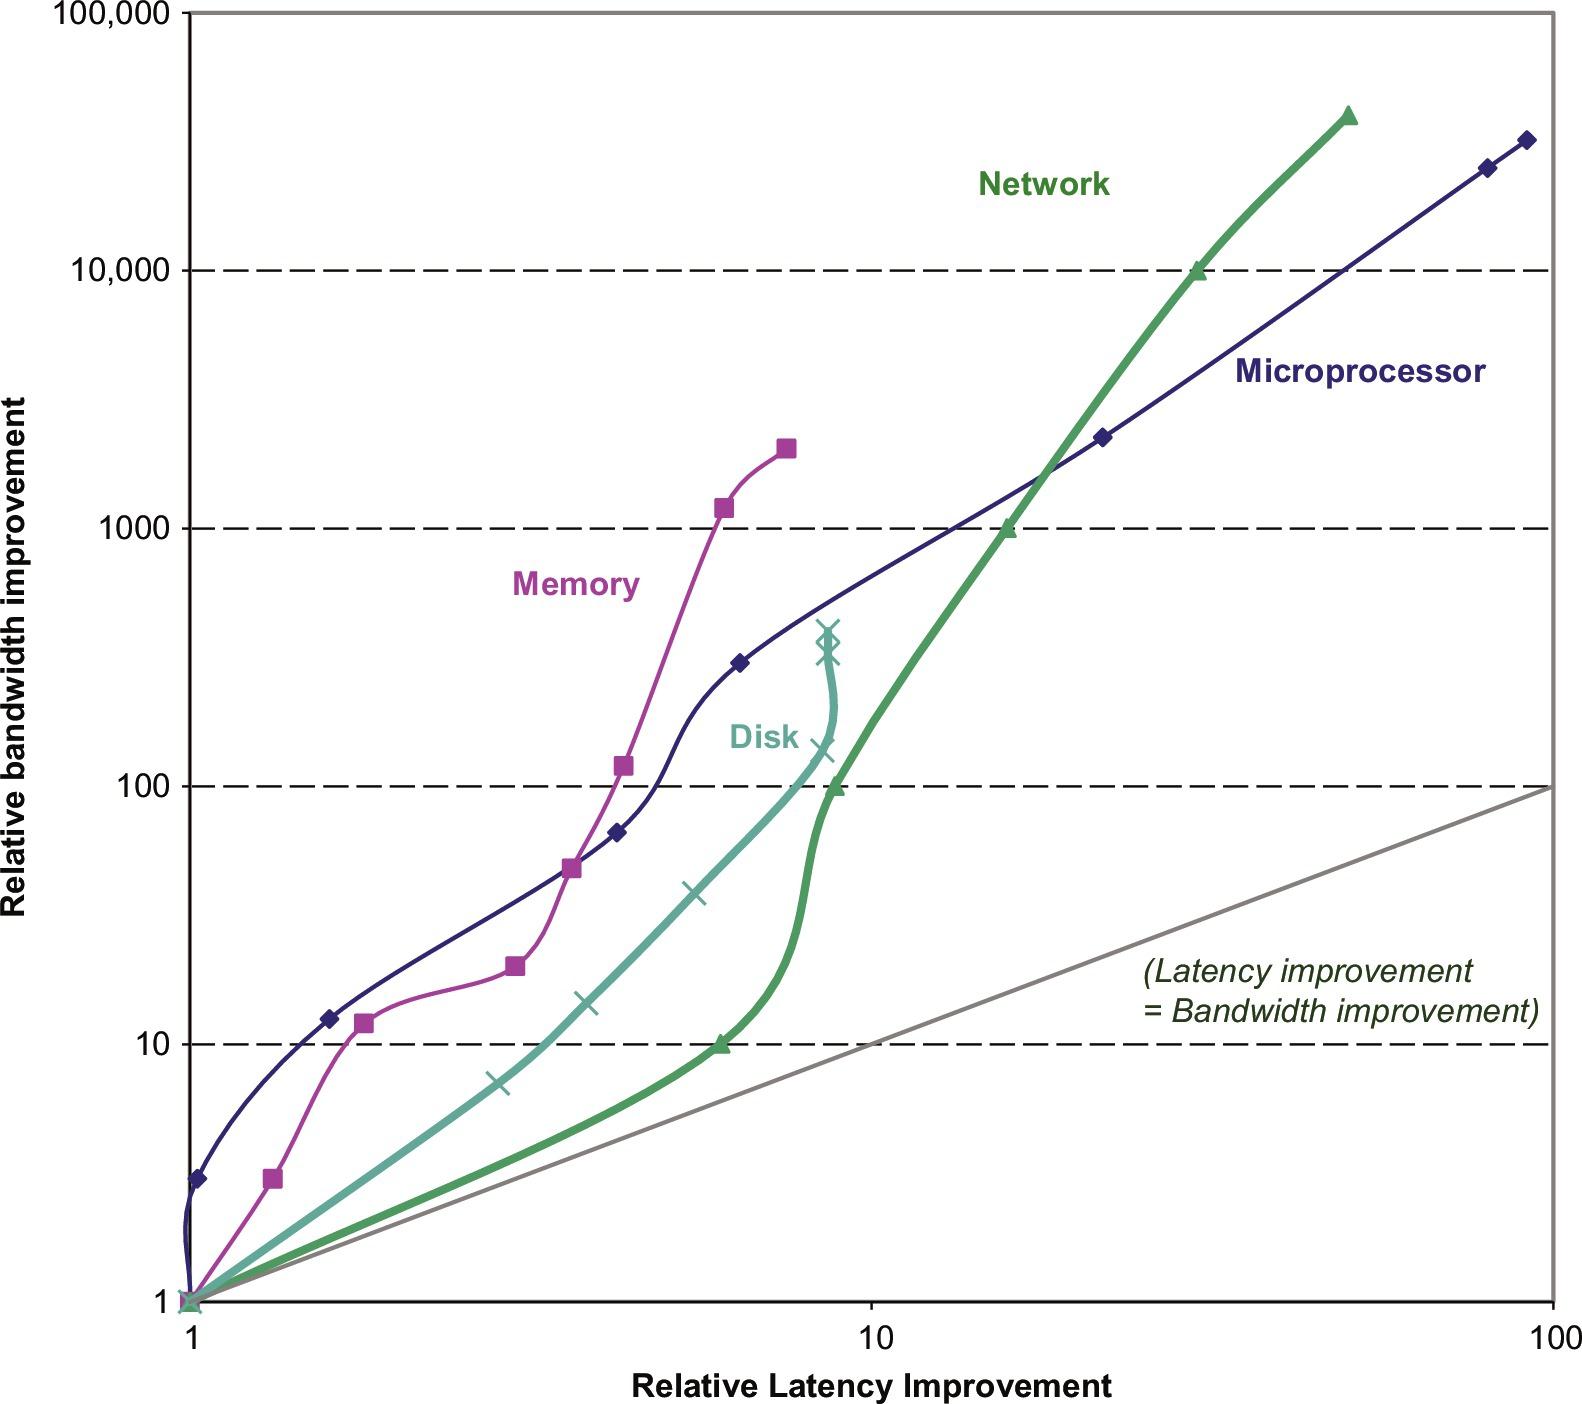 100,000
10,000
1000
100
10
1
Relative bandwidth improvement
Network
Microprocessor
Memory
Disk
(Latency improvement
= Bandwidth improvement)
1
10
100
Relative Latency Improvement